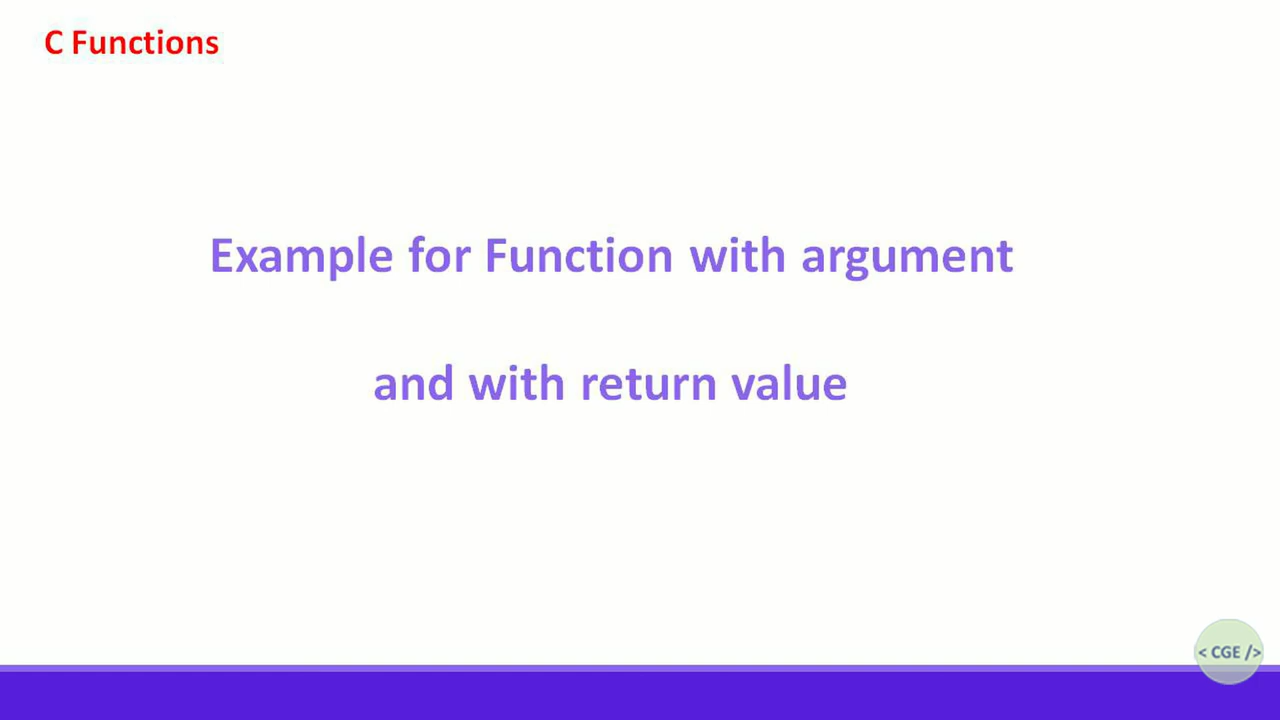 C Functions
Example for Function with argument
and with return value
< CGE />